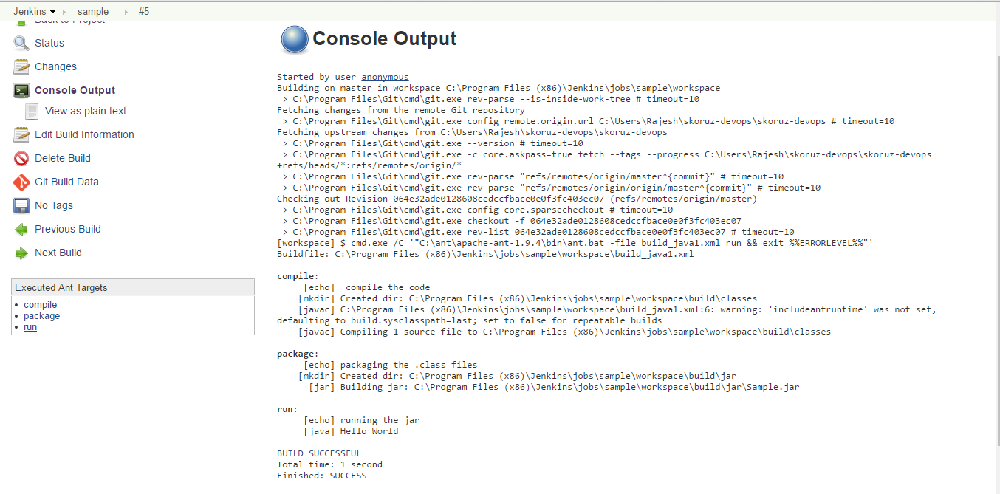 Jenkins
sample
#5
Back to Project
Status
Changes
Console Output
View as plain text
Edit Build Information
Delete Build
Git Build Data
No Tags
Previous Build
Next Build
Executed Ant Targets
• compile
• package
• run
Console Output
Started by user anonymous
Building on master in workspace C:\Program Files (x86)\Jenkins\jobs\sample\workspace
> C:\Program Files\Git\cmd\git.exe rev-parse --is-inside-work-tree # timeout=10
Fetching changes from the remote Git repository
> C:\Program Files\Git\cmd\git.exe config remote.origin.url C:\Users\Rajesh\skoruz-devops\skoruz-devops # timeout=10
Fetching upstream changes from C:\Users\Rajesh\skoruz-devops\skoruz-devops
> C:\Program Files\Git\cmd\git.exe --version # timeout=10
> C:\Program Files\Git\cmd\git.exe -c core.askpass=true fetch --tags --progress C:\Users\Rajesh\skoruz-devops\skoruz-devops
+refs/heads/*:refs/remotes/origin/*
> C:\Program Files\Git\cmd\git.exe rev-parse "refs/remotes/origin/master^{commit}" # timeout=10
> C:\Program Files\Git\cmd\git.exe rev-parse "refs/remotes/origin/origin/master^{commit}" # timeout=10
Checking out Revision 064e32ade0128608cedccfbace0e0f3fc403ec07 (refs/remotes/origin/master)
> C:\Program Files\Git\cmd\git.exe config core.sparsecheckout # timeout=10
> C:\Program Files\Git\cmd\git.exe checkout -f 064e32ade0128608cedccfbace0e0f3fc403ec07
> C:\Program Files\Git\cmd\git.exe rev-list 064e32ade0128608cedccfbace0e0f3fc403ec07 # timeout=10
[workspace] $ cmd.exe /C '"C:\ant\apache-ant-1.9.4\bin\ant.bat -file build_java1.xml run && exit %%ERRORLEVEL%%"'
Buildfile: C:\Program Files (x86)\Jenkins\jobs\sample\workspace\build_java1.xml
compile:
[echo]  compile the code
[mkdir] Created dir: C:\Program Files (x86)\Jenkins\jobs\sample\workspace\build\classes
[javac] C:\Program Files (x86)\Jenkins\jobs\sample\workspace\build_java1.xml:6: warning: 'includeantruntime' was not set,
defaulting to build.sysclasspath=last; set to false for repeatable builds
[javac] Compiling 1 source file to C:\Program Files (x86)\Jenkins\jobs\sample\workspace\build\classes
package:
[echo] packaging the .class files
[mkdir] Created dir: C:\Program Files (x86)\Jenkins\jobs\sample\workspace\build\jar
[jar] Building jar: C:\Program Files (x86)\Jenkins\jobs\sample\workspace\build\jar\Sample.jar
run:
[echo] running the jar
[java] Hello World
BUILD SUCCESSFUL
Total time: 1 second
Finished: SUCCESS